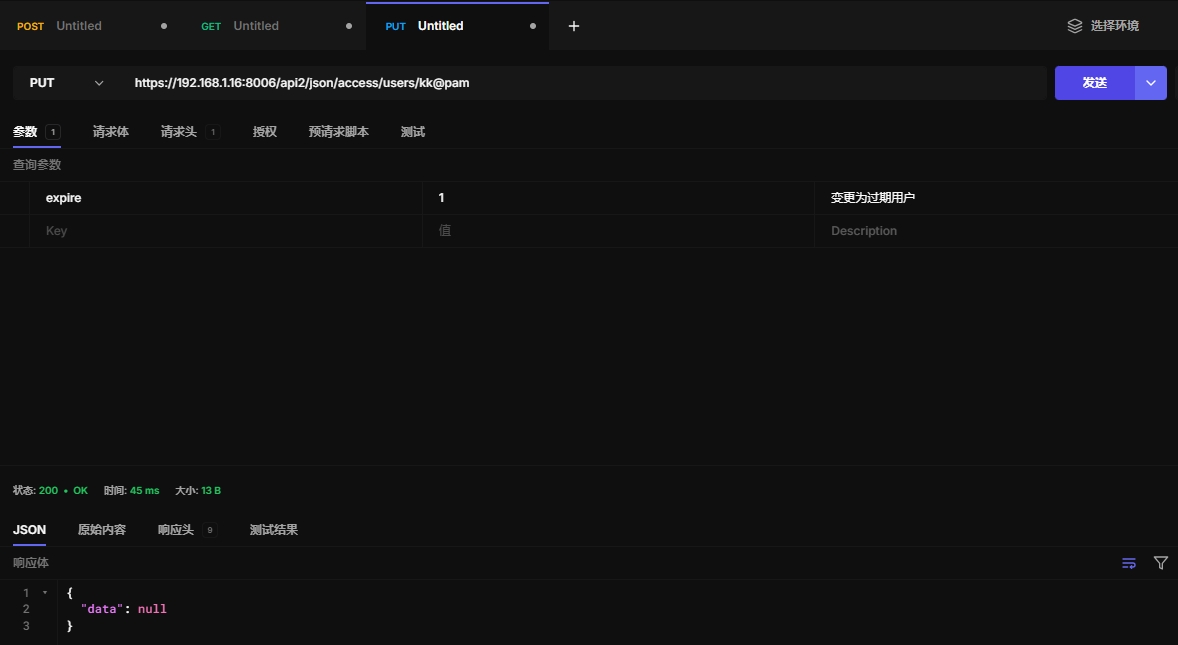 POST Untitled GET Untitled PUT Untitled + 选择环境
PUT https://192.168.1.16:8006/api2/json/access/users/kk@pam 发送
参数 1 请求体 请求头 1 授权 预请求脚本 测试
查询参数
expire 1 变更为过期用户
Key 值 Description
状态: 200 • OK 时间: 45 ms 大小: 13 B
JSON 原始内容 响应头 9 测试结果
响应体
1 {
2 "data": null
3 }